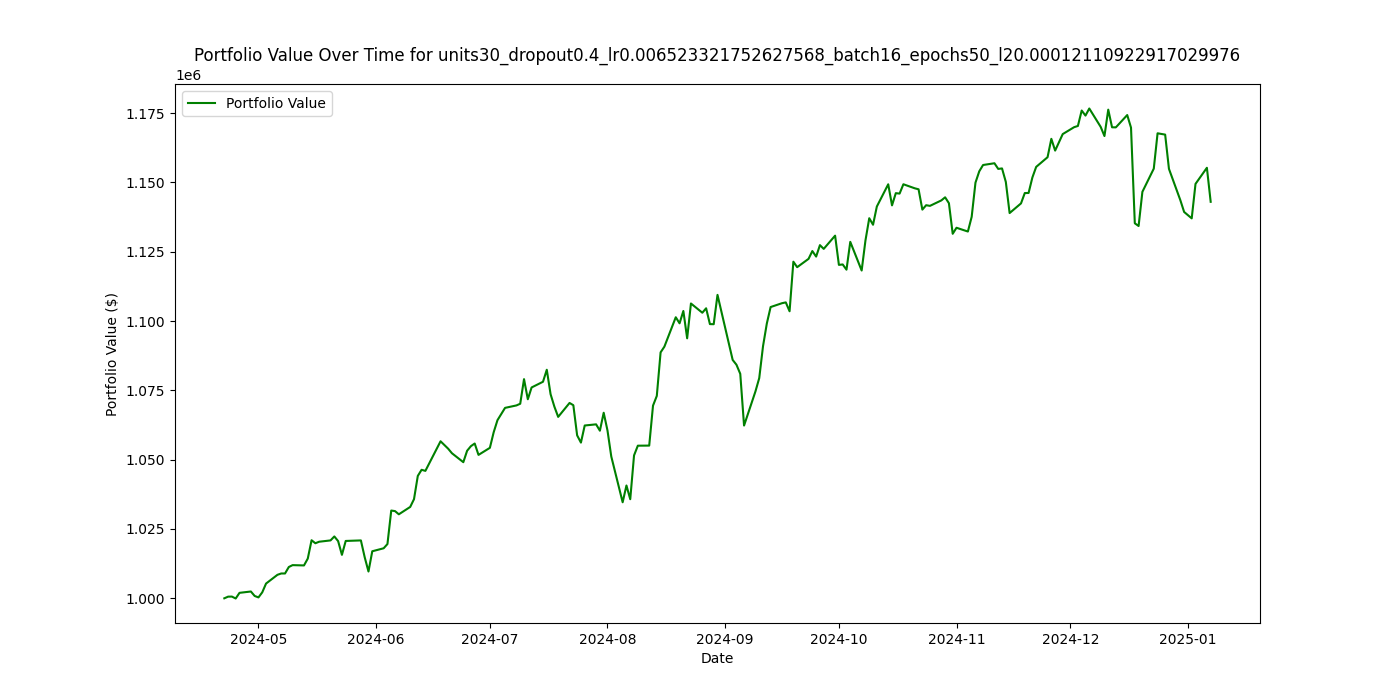 Portfolio Value Over Time for units30_dropout0.4_lr0.006523321752627568_batch16_epochs50_l20.00012110922917029976
1e6
Portfolio Value
1.175
1.150
1.125
1.100
1.075
1.050
1.025
1.000
Portfolio Value ($)
2024-05 2024-06 2024-07 2024-08 2024-09 2024-10 2024-11 2024-12 2025-01
Date